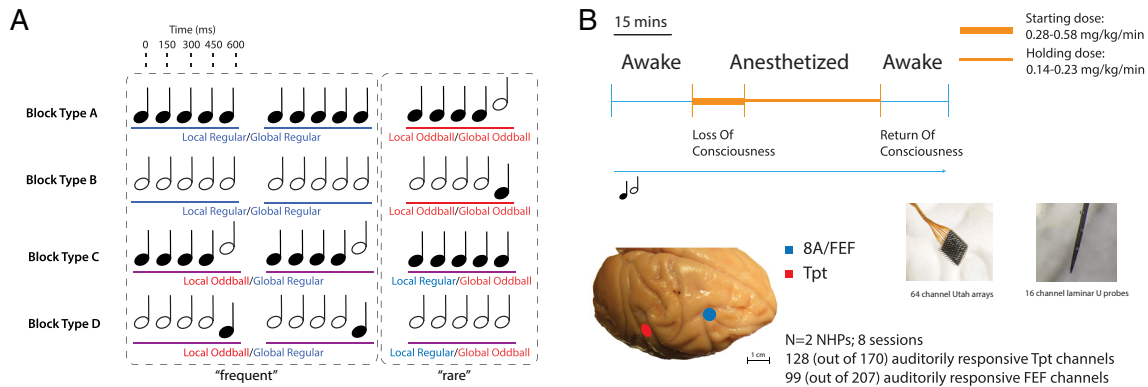 A
Time (ms)
0 150 300 450 600
Block Type A
Local Regular/Global Regular
Local Oddball/Global Oddball
Block Type B
Local Regular/Global Regular
Local Oddball/Global Oddball
Block Type C
Local Oddball/Global Regular
Local Regular/Global Oddball
Block Type D
Local Oddball/Global Regular
Local Regular/Global Oddball
“frequent”
“rare”
B
15 mins
Starting dose:
0.28-0.58 mg/kg/min
Holding dose:
0.14-0.23 mg/kg/min
Awake
Anesthetized
Awake
Loss Of
Consciousness
Return Of
Consciousness
8A/FEF
Tpt
64 channel Utah arrays
16 channel laminar U probes
1 cm
N=2 NHPs; 8 sessions
128 (out of 170) auditorily responsive Tpt channels
99 (out of 207) auditorily responsive FEF channels